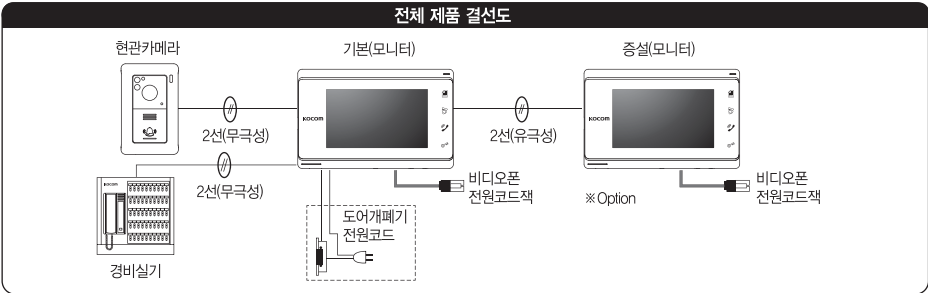 전체 제품 결선도
현관카메라
기본(모니터)
증설(모니터)
KOCOM
KOCOM
2선(무극성)
2선(유극성)
2선(무극성)
KOCOM
비디오폰
전원코드잭
※Option
비디오폰
전원코드잭
도어개폐기
전원코드
경비실기